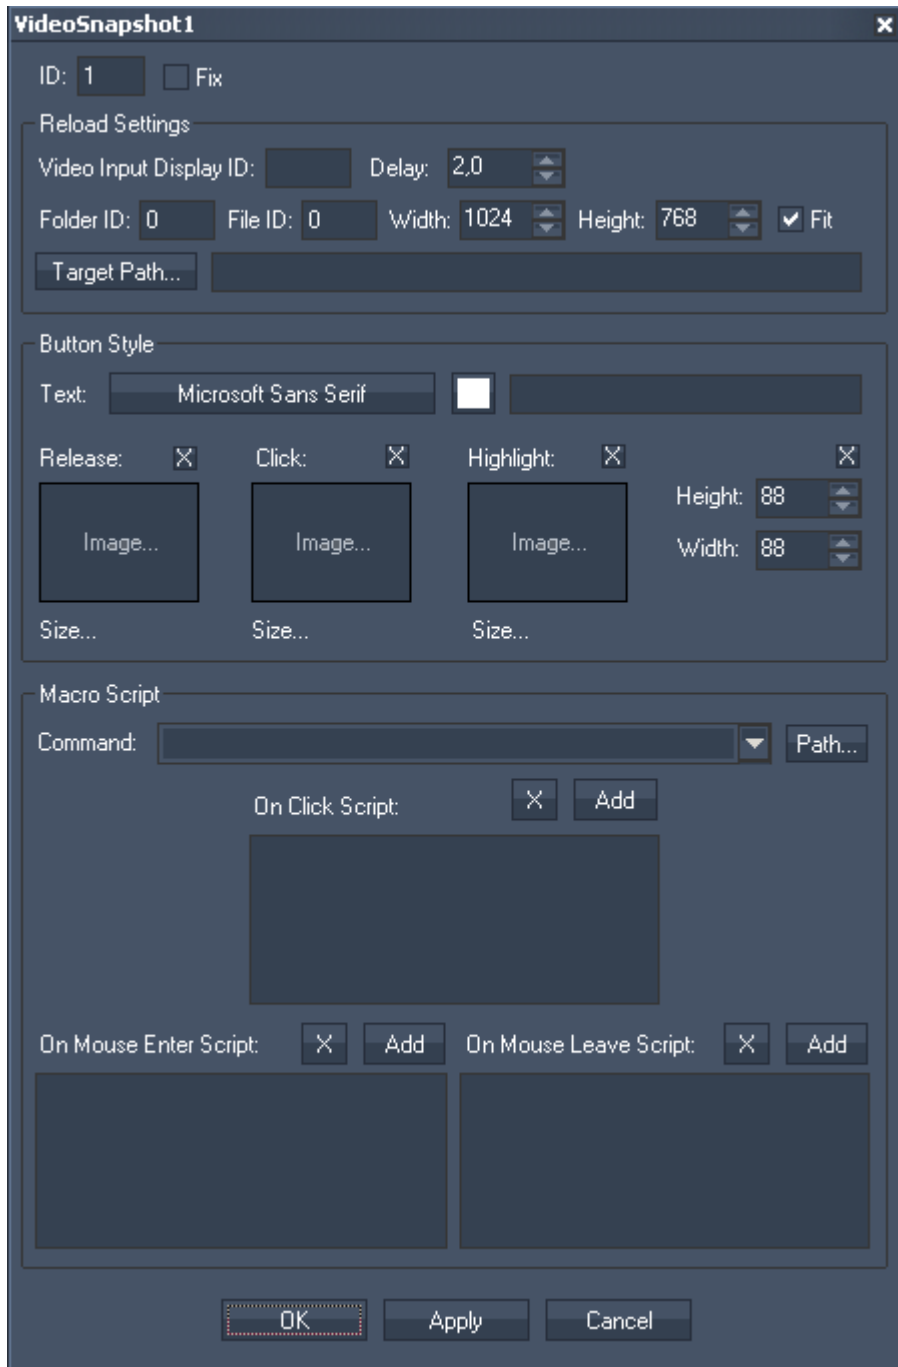 VideoSnapshot1
ID: 1 Fix
Reload Settings
Video Input Display ID: Delay: 2,0
Folder ID: 0 File ID: 0 Width: 1024 Height: 768 Fit
Target Path...
Button Style
Text: Microsoft Sans Serif
Release: X Click: X Highlight: X X
Height: 88
Image... Image... Image... Width: 88
Size... Size... Size...
Macro Script
Command: Path...
On Click Script: X Add
On Mouse Enter Script: X Add On Mouse Leave Script: X Add
OK Apply Cancel